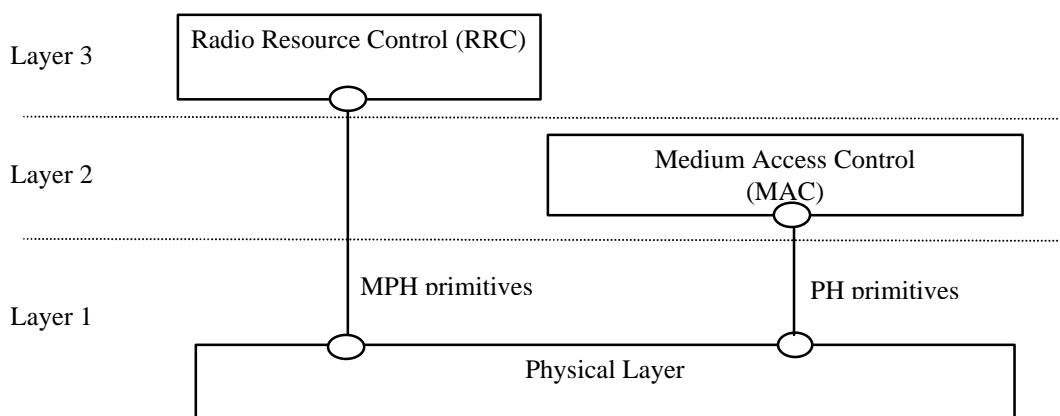 Radio Resource Control (RRC)
Layer 3
Medium Access Control
(MAC)
Layer 2
MPH primitives
PH primitives
Layer 1
Physical Layer